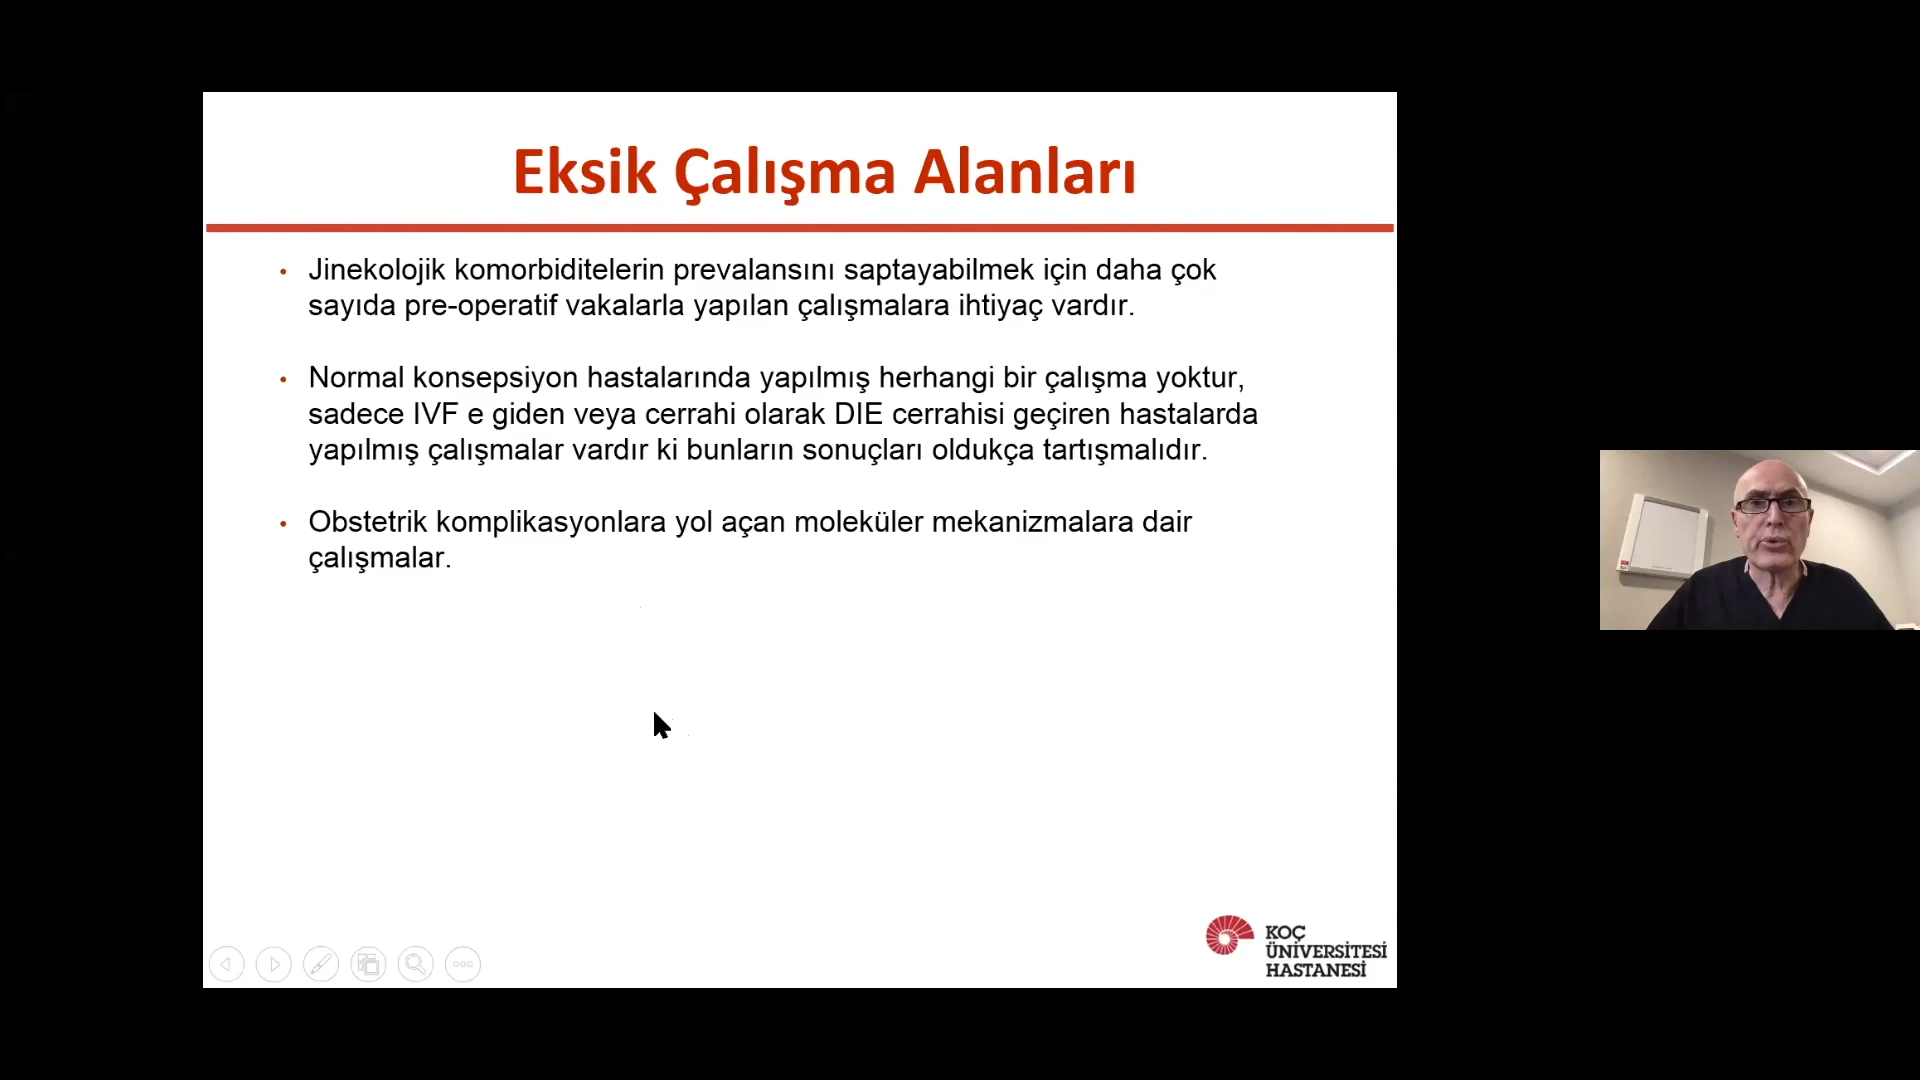 Eksik Çalışma Alanları
• Jinekolojik komorbiditelerin prevalansını saptayabilmek için daha çok
sayıda pre-operatif vakalarla yapılan çalışmalara ihtiyaç vardır.
• Normal konsepsiyon hastalarında yapılmış herhangi bir çalışma yoktur,
sadece IVF e giden veya cerrahi olarak DIE cerrahisi geçiren hastalarda
yapılmış çalışmalar vardır ki bunların sonuçları oldukça tartışmalıdır.
• Obstetrik komplikasyonlara yol açan moleküler mekanizmalara dair
çalışmalar.
KOÇ
ÜNİVERSİTESİ
HASTANESİ